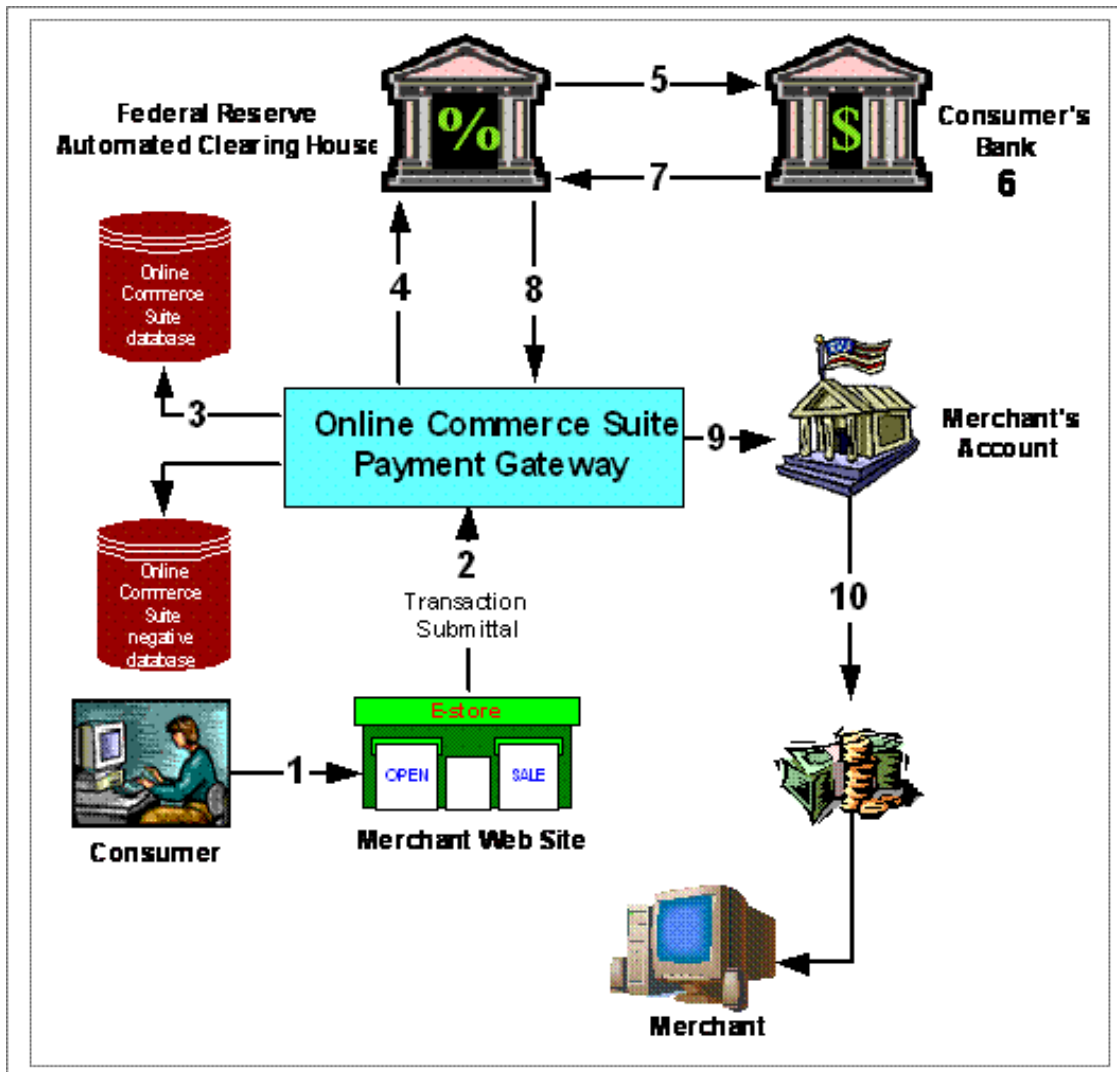 5
Federal Reserve
Automated Clearing House
%
$
Consumer's
Bank
6
7
Online
Commerce
Suite
database
4
8
3
Online Commerce Suite
Payment Gateway
9
Merchant's
Account
2
Transaction
Submittal
Online
Commerce
Suite
negative
database
10
E-store
OPEN
SALE
1
Consumer
Merchant Web Site
Merchant